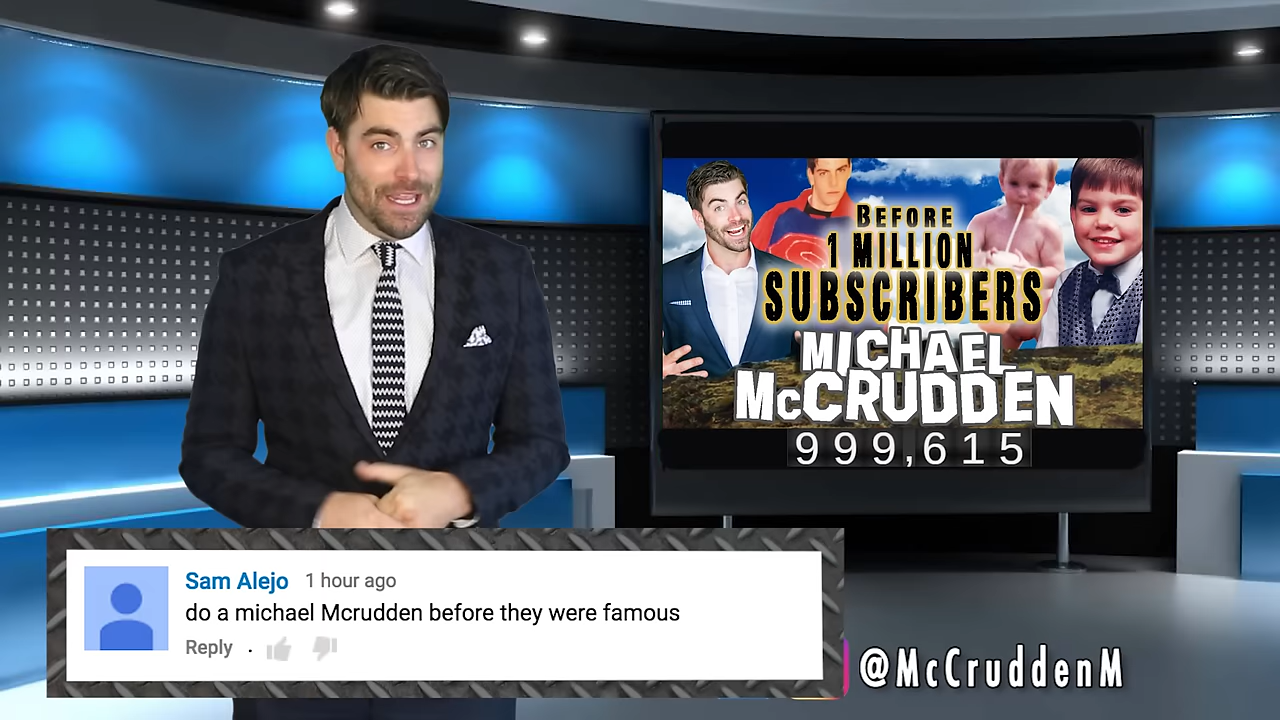 BEFORE
1 MILLION
SUBSCRIBERS
MICHAEL
McCRUDDEN
999,615
Sam Alejo 1 hour ago
do a michael Mcrudden before they were famous
Reply .
@McCruddenM